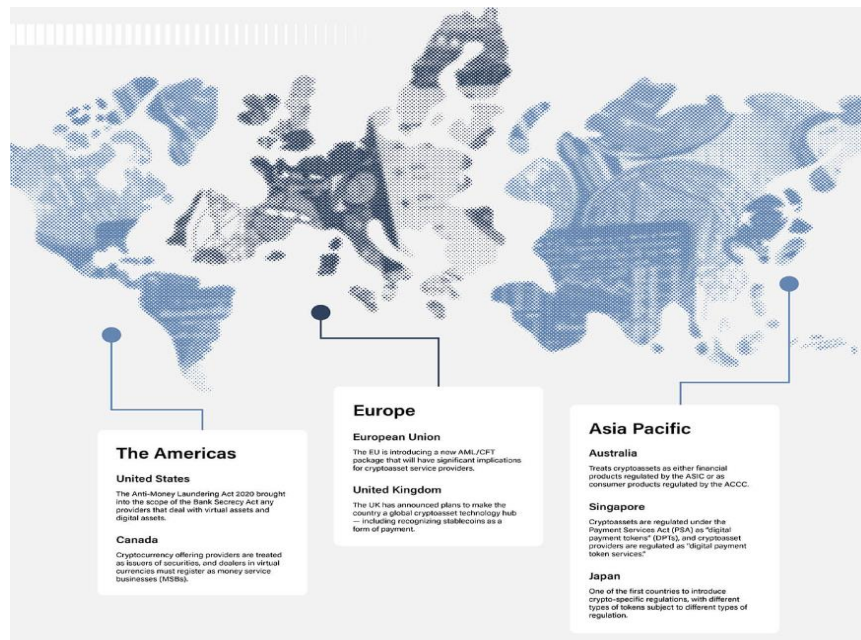 The Americas
United States
The Anti-Money Laundering Act 2020 brought
into the scope of the Bank Secrecy Act any
providers that deal with virtual assets and
digital assets.
Canada
Cryptocurrency offering providers are treated
as issuers of securities, and dealers in virtual
currencies must register as money service
businesses (MSBs).
Europe
European Union
The EU is introducing a new AML/CFT
package that will have significant implications
for cryptoasset service providers.
United Kingdom
The UK has announced plans to make the
country a global cryptoasset technology hub
— including recognizing stablecoins as a
form of payment.
Asia Pacific
Australia
Treats cryptoassets as either financial
products regulated by the ASIC or as
consumer products regulated by the ACCC.
Singapore
Cryptoassets are regulated under the
Payment Services Act (PSA) as “digital
payment tokens” (DPTs), and cryptoasset
providers are regulated as “digital payment
token services.”
Japan
One of the first countries to introduce
crypto-specific regulations, with different
types of tokens subject to different types of
regulation.